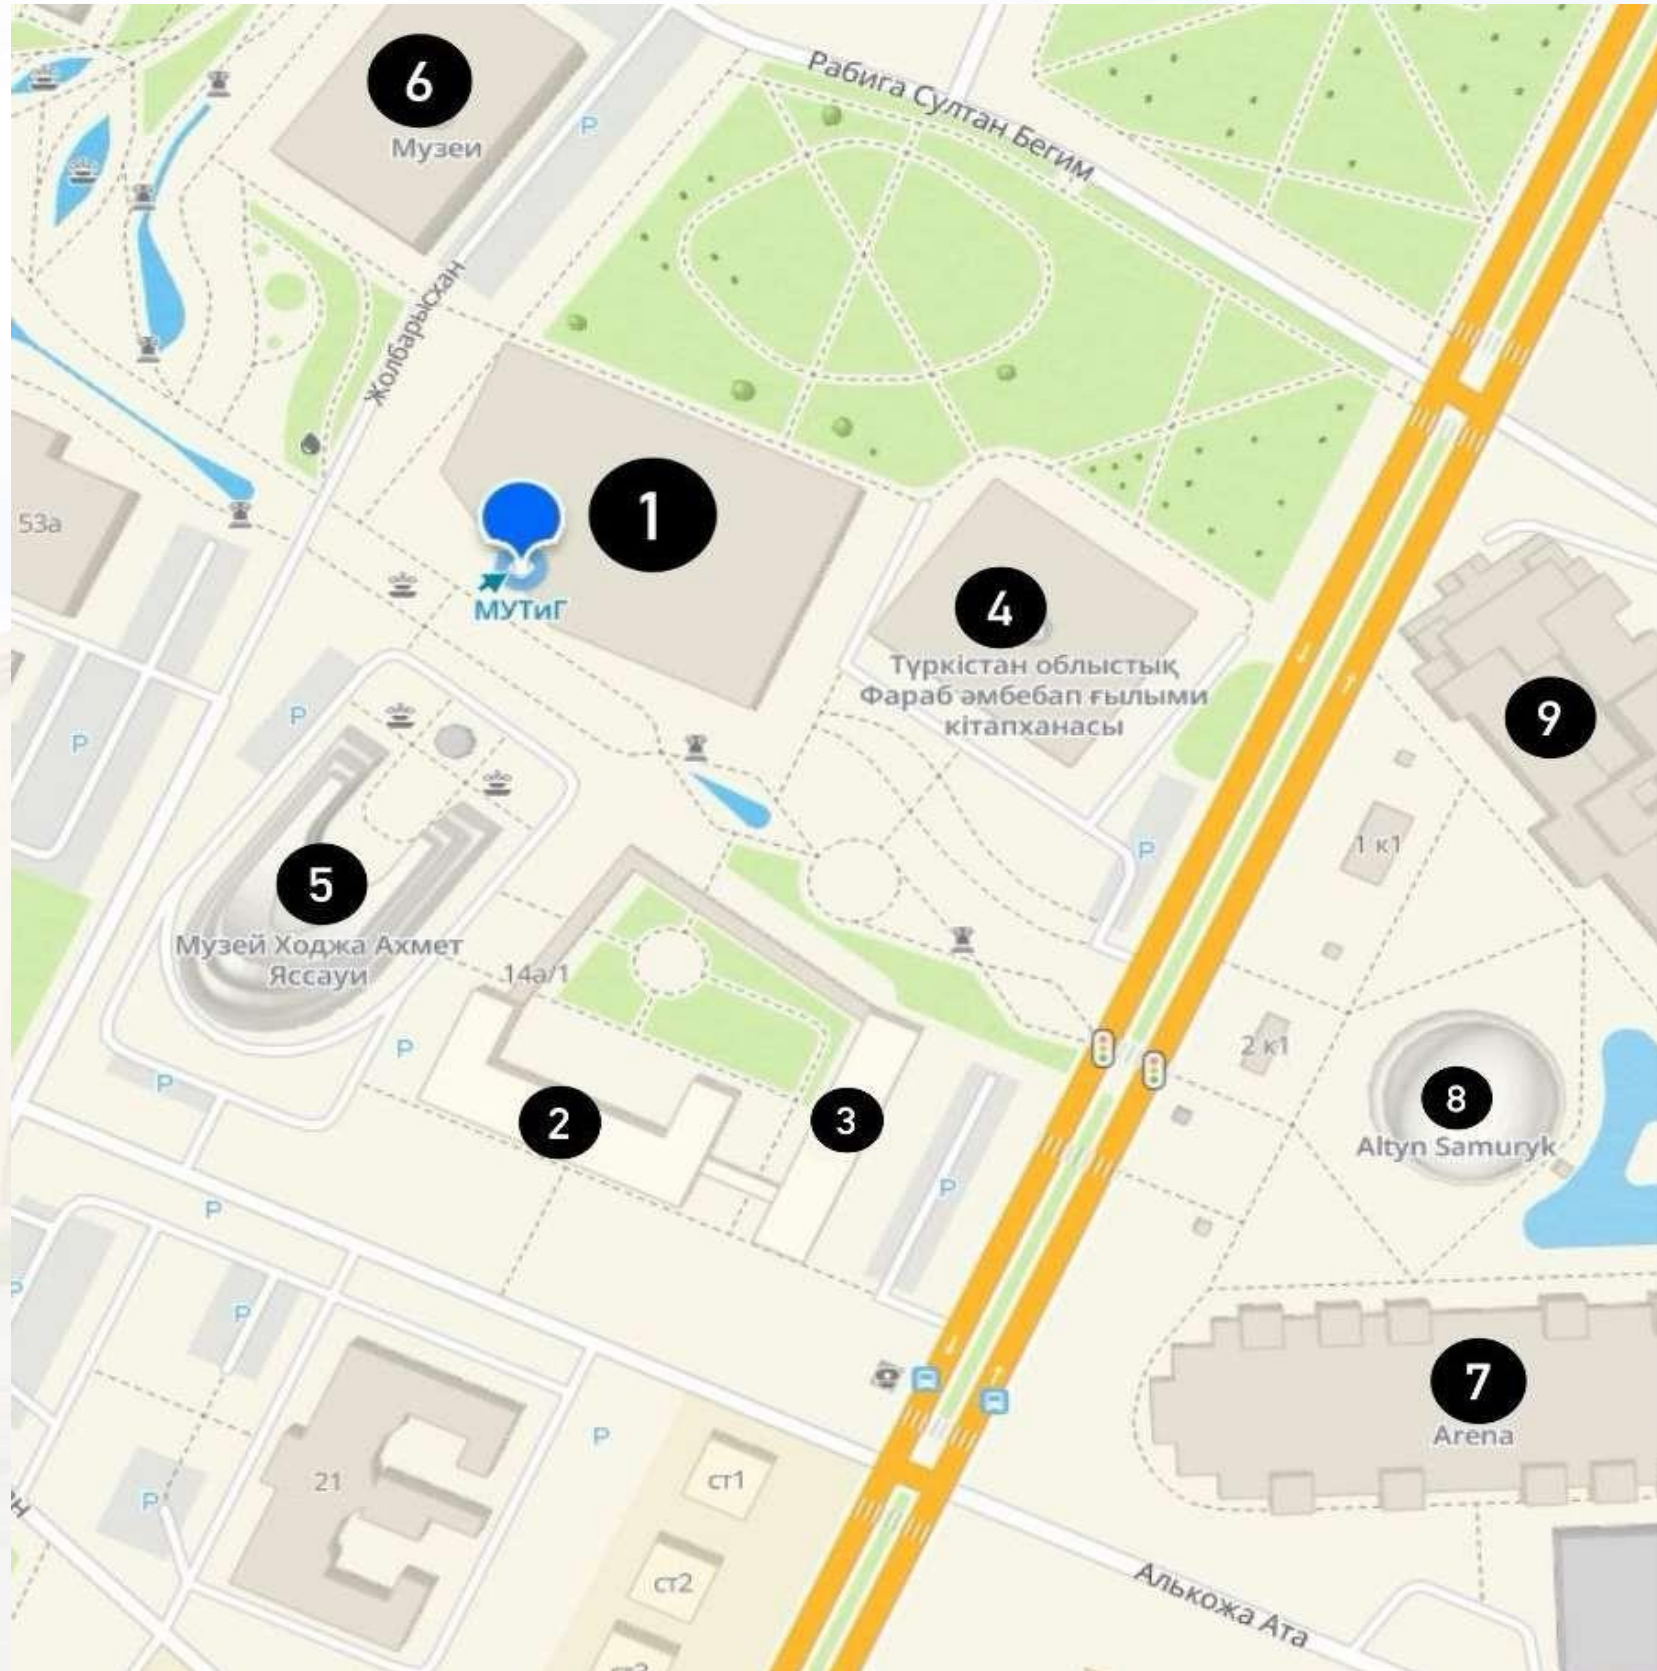 6
Музеи
P
Рабига Султан Бегим
Жолбарысхан
1
53а
МУТиГ
4
Түркістан облыстық
Фараб әмбебап ғылыми
кітапханасы
9
P
P
1 к1
P
5
Музей Ходжа Ахмет
Яссауи
14а/1
P
P
2 к1
2
3
8
Altyn Samuryk
P
P
P
P
7
Arena
P
21
ст1
P
ст2
Алькожа Ата